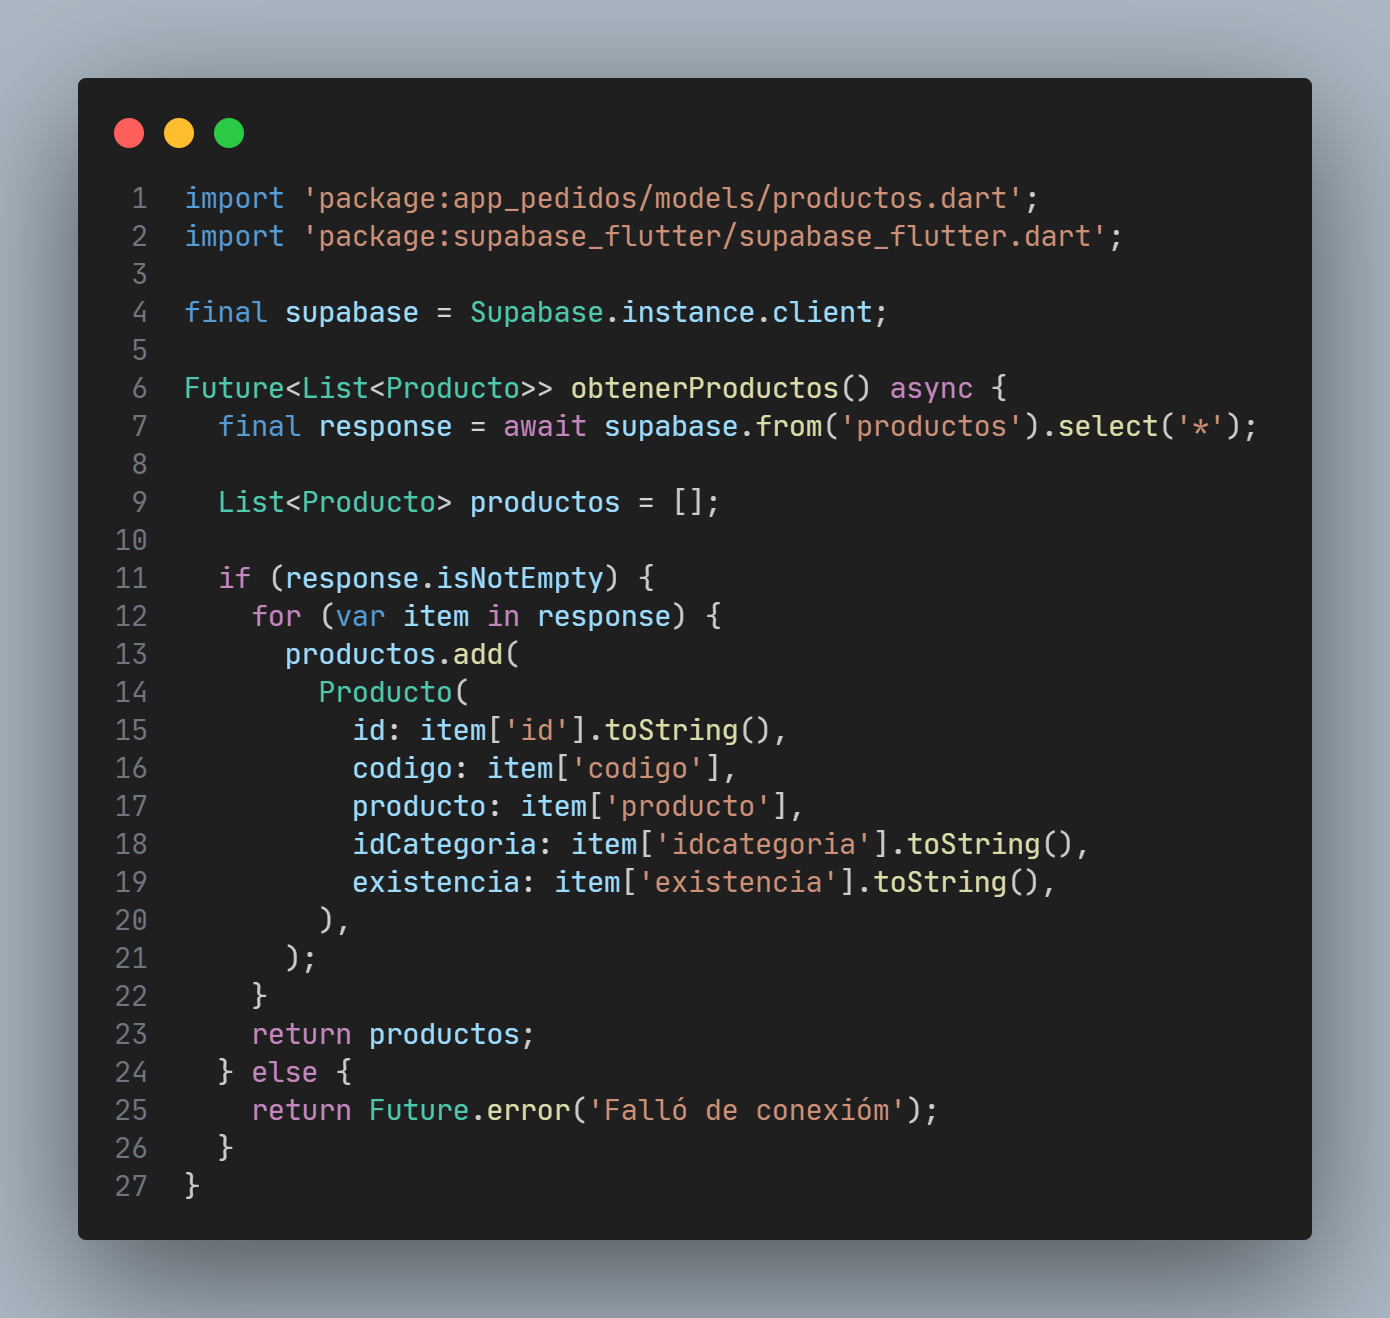 1 import 'package:app_pedidos/models/productos.dart';
2 import 'package:supabase_flutter/supabase_flutter.dart';
3
4 final supabase = Supabase.instance.client;
5
6 Future<List<Producto>> obtenerProductos() async {
7   final response = await supabase.from('productos').select('*');
8
9   List<Producto> productos = [];
10
11   if (response.isNotEmpty) {
12     for (var item in response) {
13       productos.add(
14         Producto(
15           id: item['id'].toString(),
16           codigo: item['codigo'],
17           producto: item['producto'],
18           idCategoria: item['idcategoria'].toString(),
19           existencia: item['existencia'].toString(),
20         ),
21       );
22     }
23     return productos;
24   } else {
25     return Future.error('Falló de conexióm');
26   }
27 }